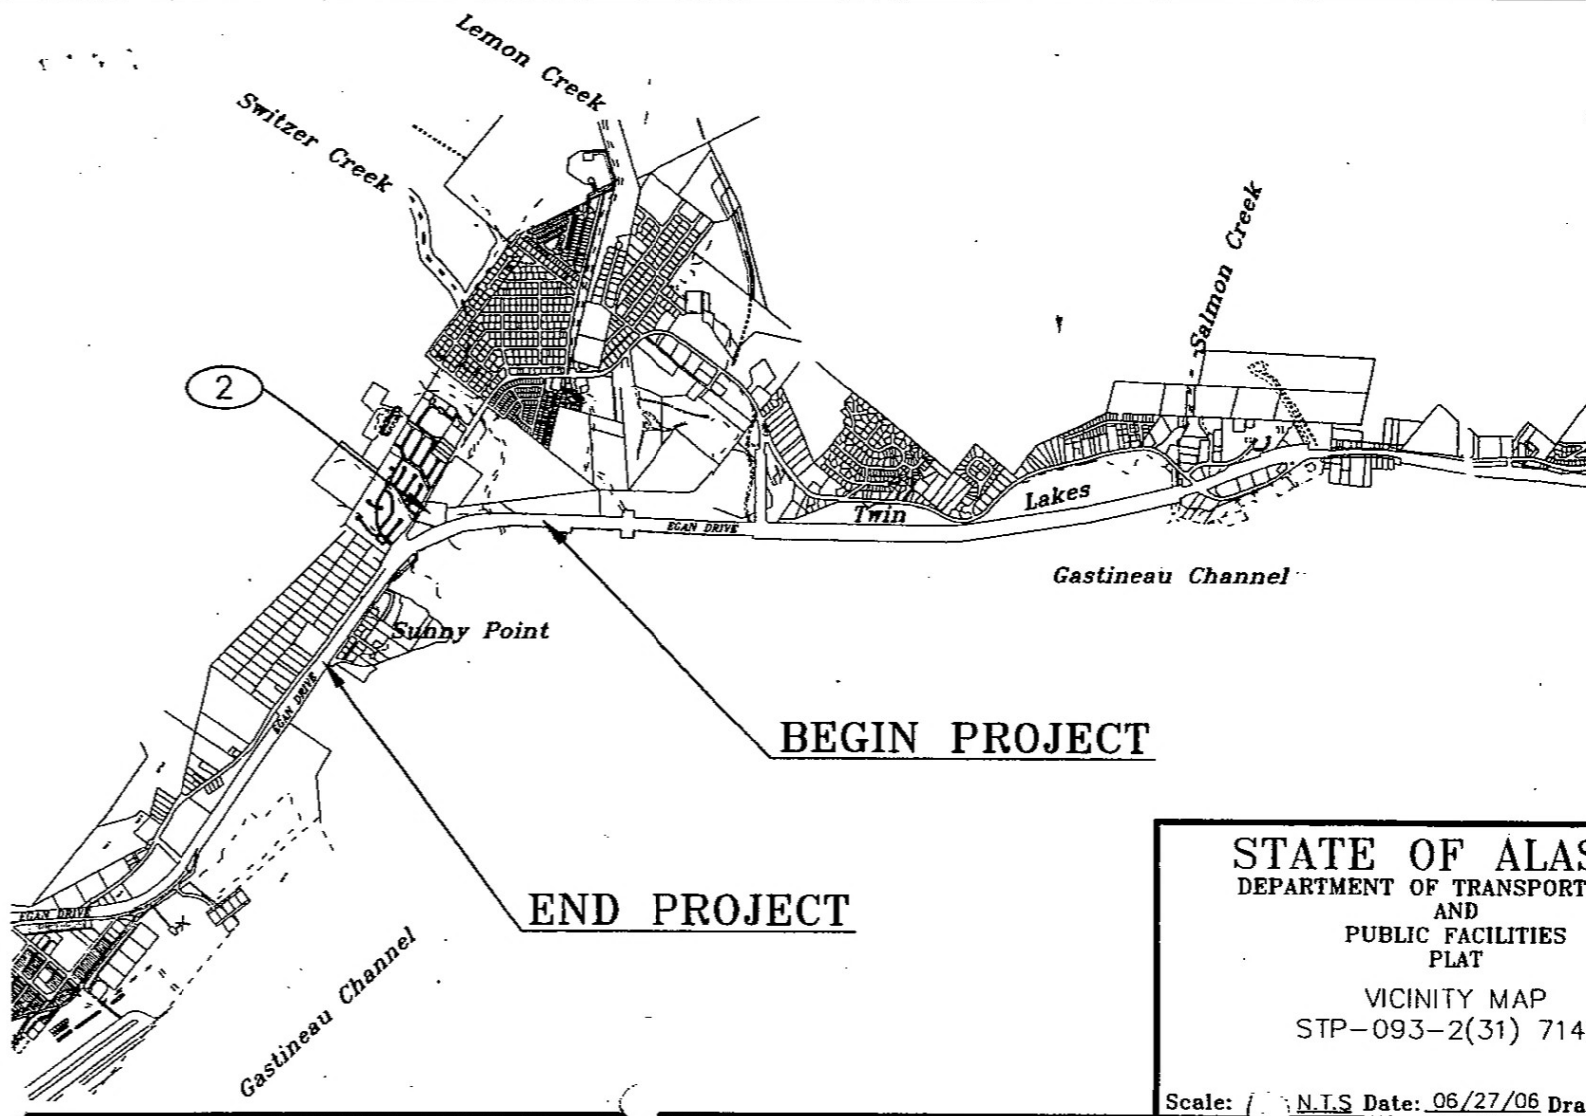 Lemon Creek
Switzer Creek
Salmon Creek
2
Twin
Lakes
EGAN DRIVE
Gastineau Channel
Sunny Point
EGAN DRIVE
BEGIN PROJECT
END PROJECT
EGAN DRIVE
Gastineau Channel
STATE OF ALAS
DEPARTMENT OF TRANSPORT
AND
PUBLIC FACILITIES
PLAT
VICINITY MAP
STP-093-2(31) 714
Scale: N.T.S Date: 06/27/06 Dra